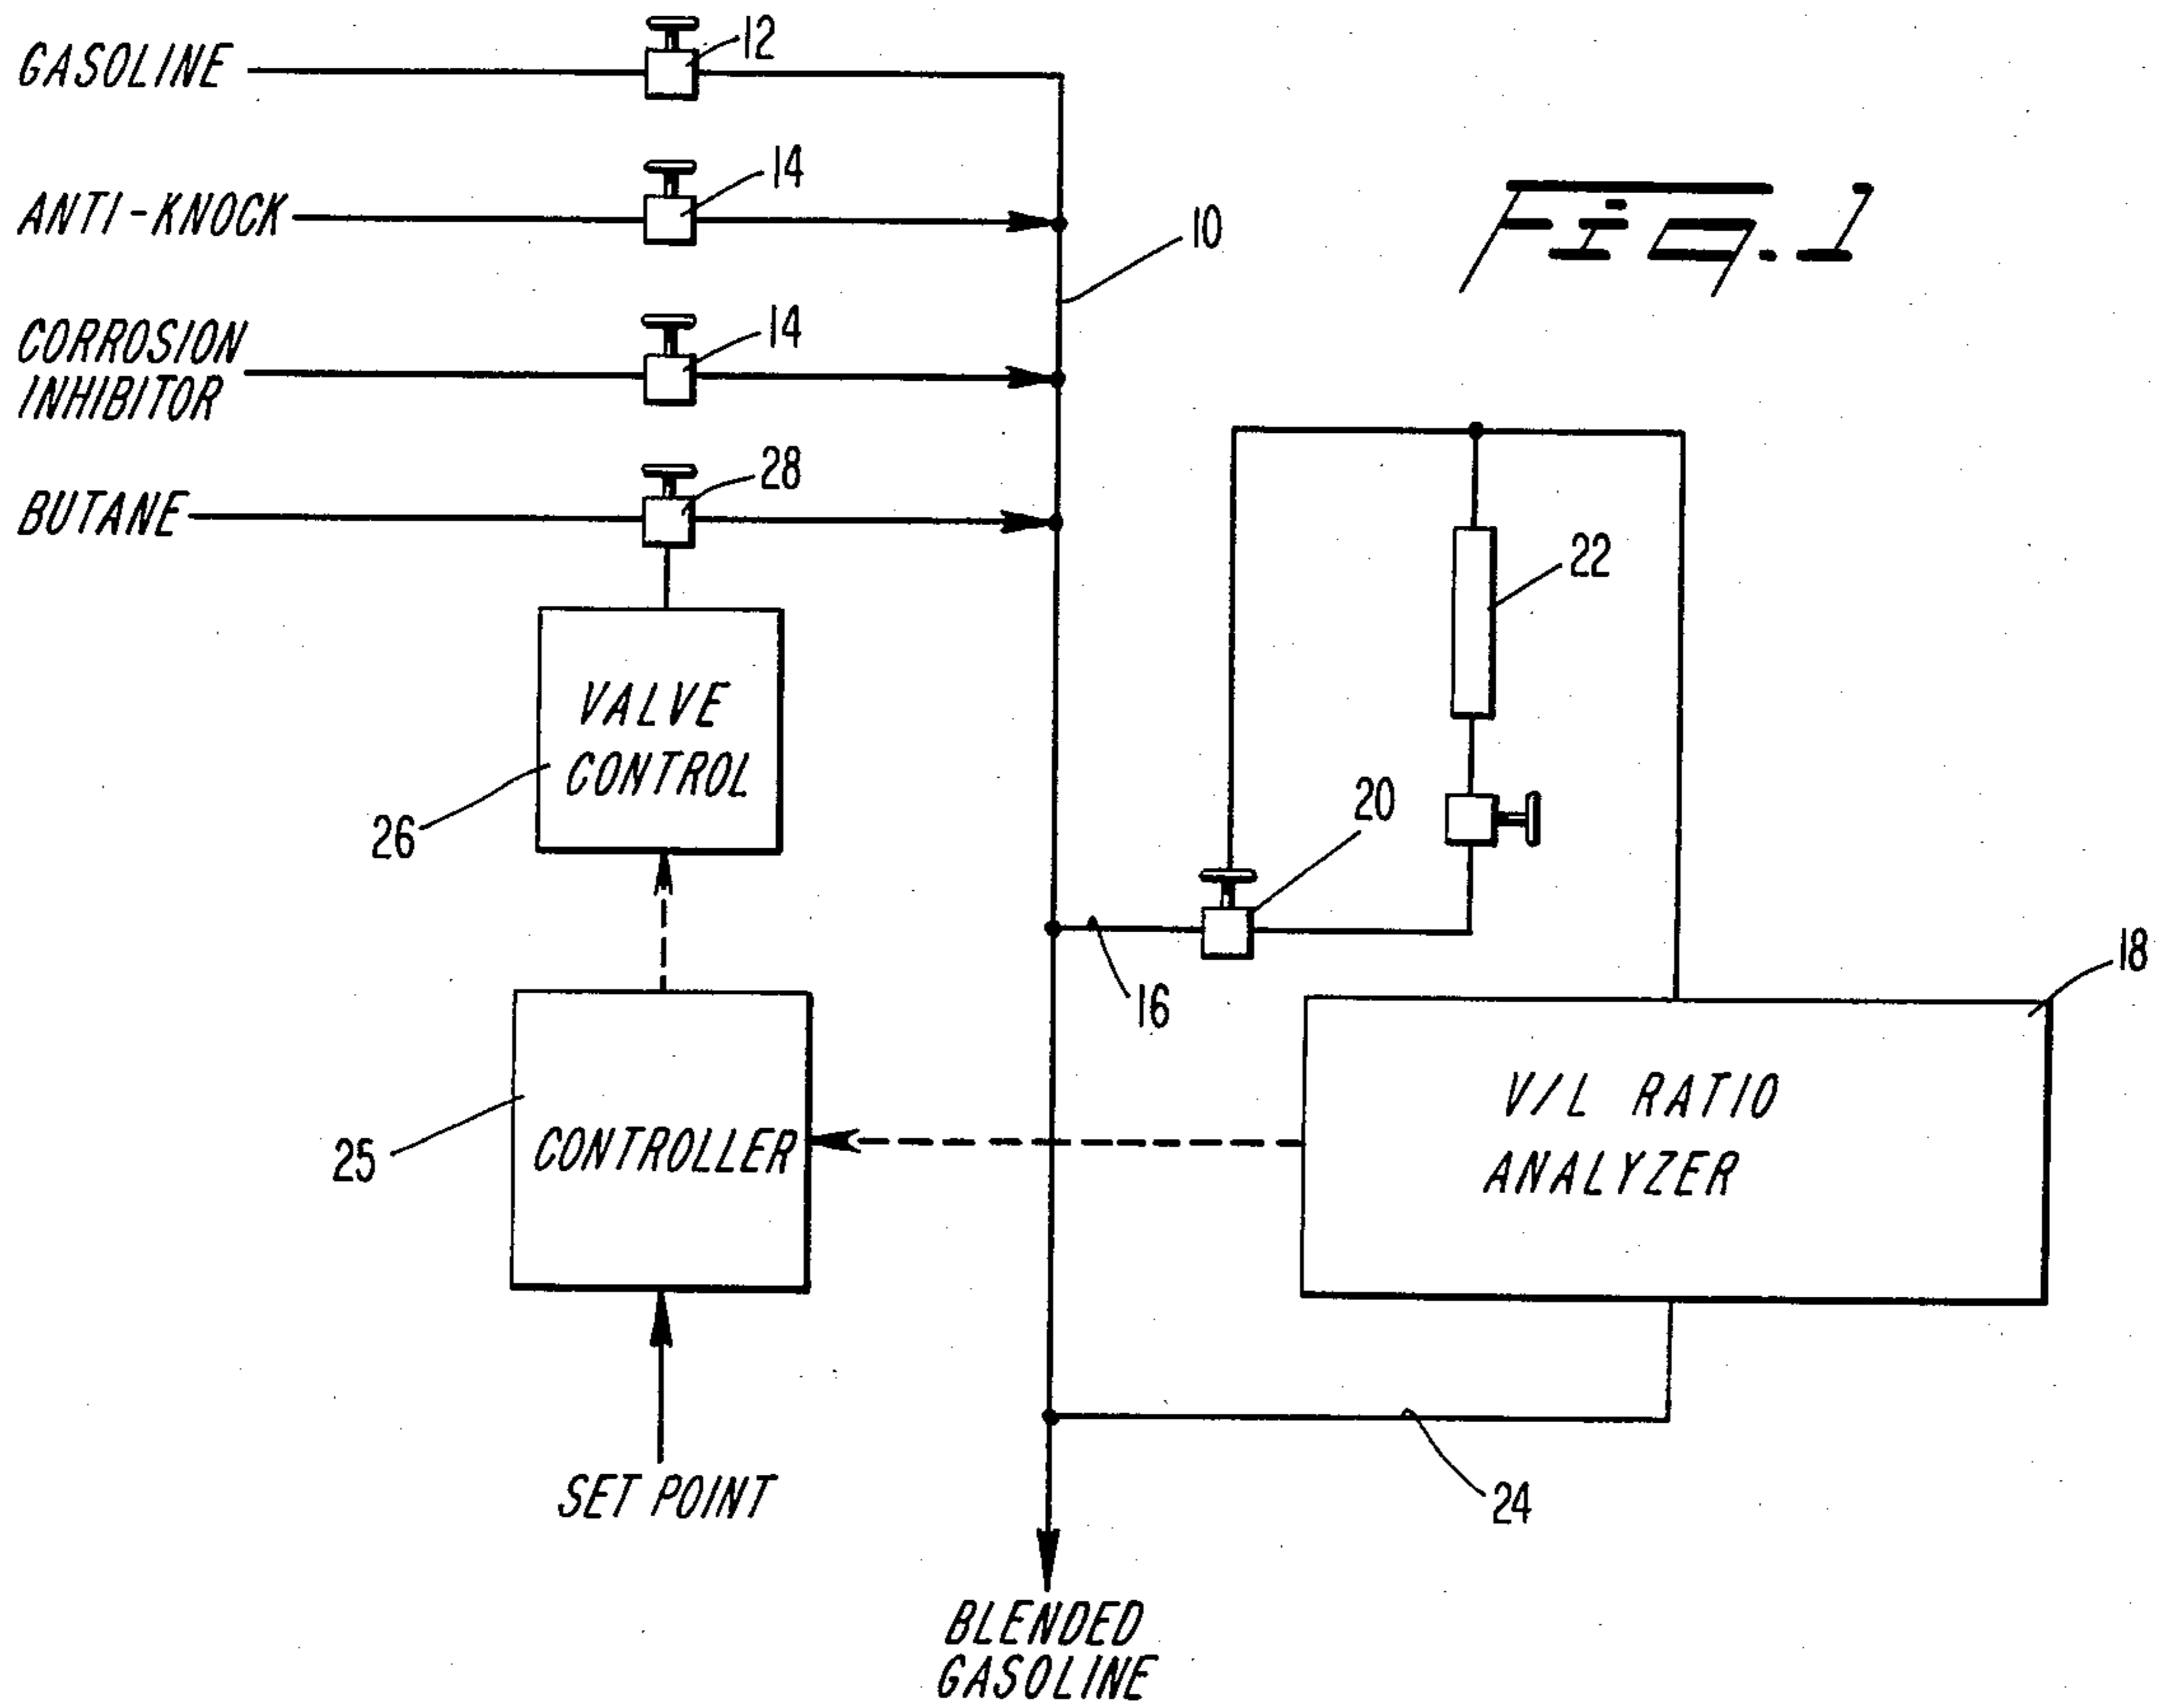 GASOLINE
12
ANTI-KNOCK
14
10
Fig. 1
CORROSION
INHIBITOR
14
BUTANE
28
22
VALVE
CONTROL
26
20
16
18
V/L RATIO
ANALYZER
CONTROLLER
25
SET POINT
24
BLENDED
GASOLINE